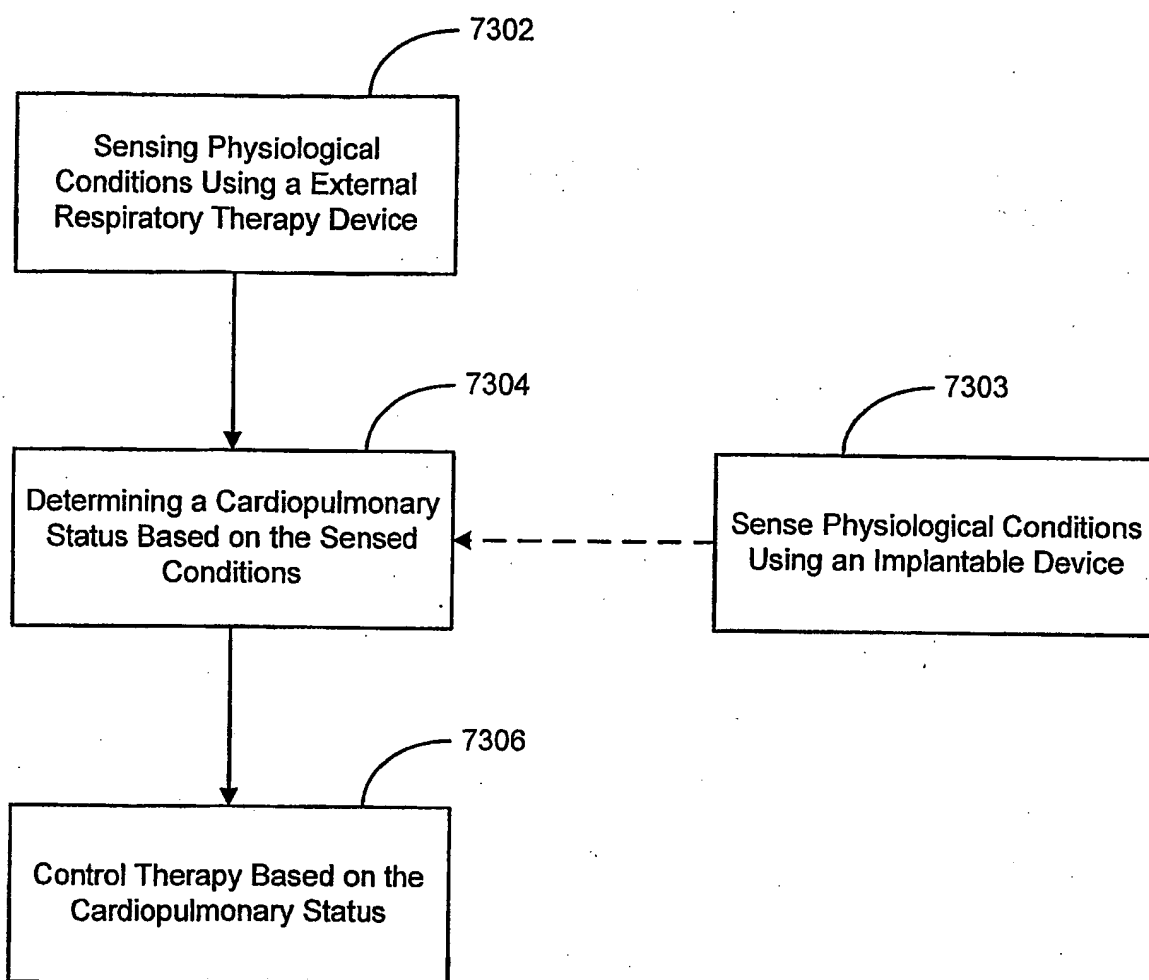 7302
Sensing Physiological
Conditions Using a External
Respiratory Therapy Device
7304
Determining a Cardiopulmonary
Status Based on the Sensed
Conditions
7303
Sense Physiological Conditions
Using an Implantable Device
7306
Control Therapy Based on the
Cardiopulmonary Status